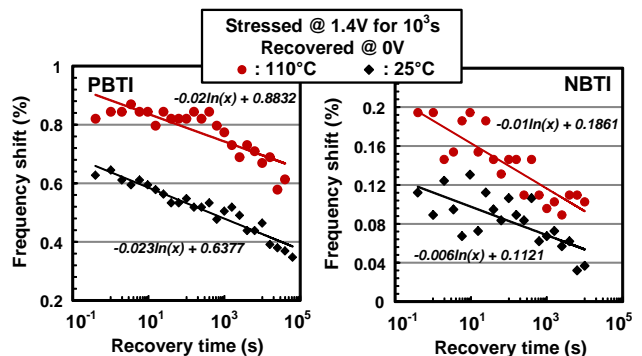 Stressed @ 1.4V for 10³s
Recovered @ 0V
● : 110°C ◆ : 25°C
PBTI
Frequency shift (%)
1
0.8
0.6
0.4
0.2
-0.02ln(x) + 0.8832
-0.023ln(x) + 0.6377
10⁻¹ 10¹ 10³ 10⁵
Recovery time (s)
NBTI
Frequency shift (%)
0.2
0.16
0.12
0.08
0.04
0
-0.01ln(x) + 0.1861
-0.006ln(x) + 0.1121
10⁻¹ 10¹ 10³ 10⁵
Recovery time (s)